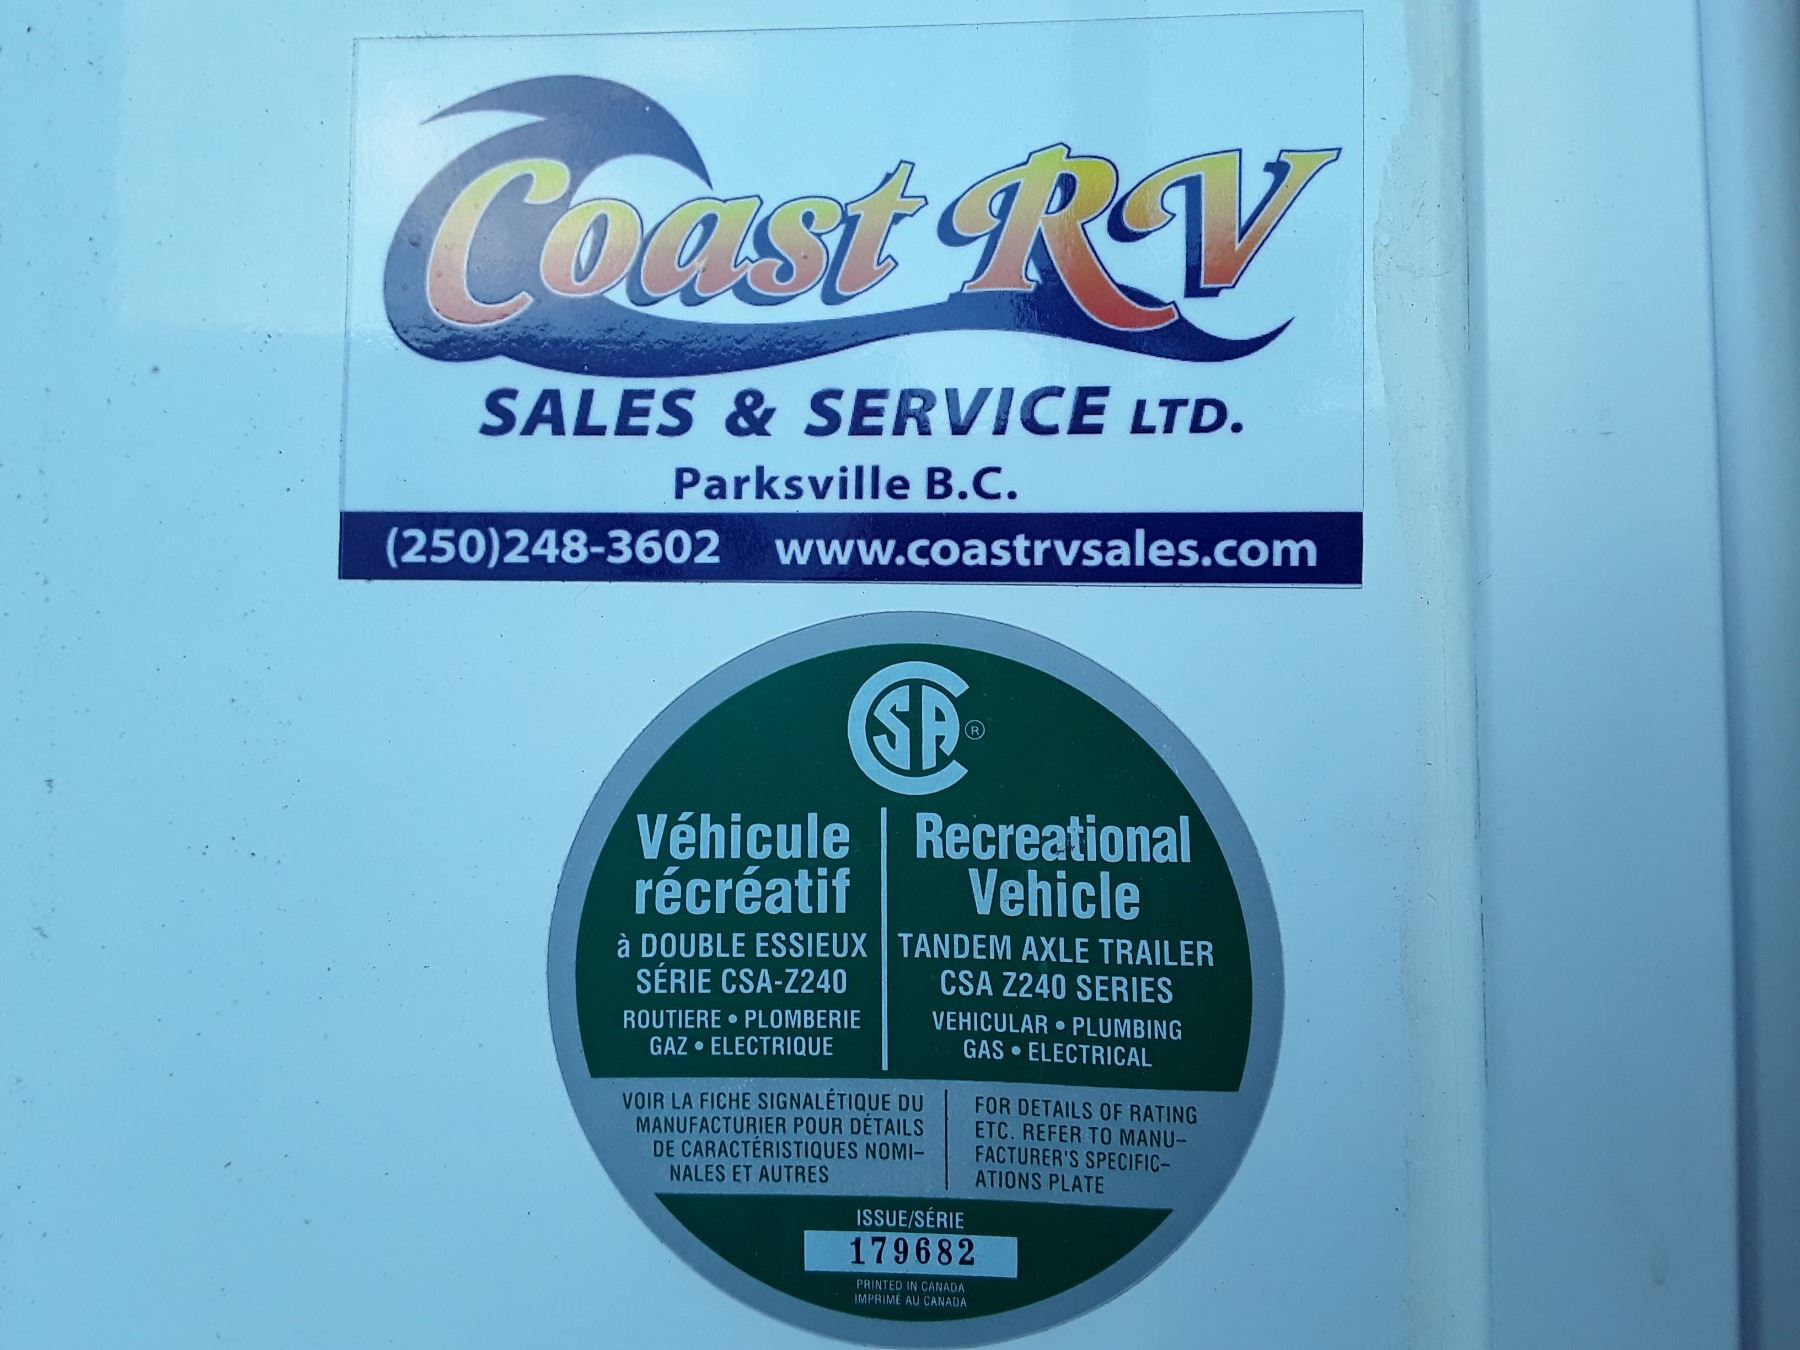 Coast RV
SALES & SERVICE LTD.
Parksville B.C.
(250)248-3602 www.coastrvsales.com
CSA ®
Véhicule
récréatif
à DOUBLE ESSIEUX
SÉRIE CSA-Z240
ROUTIERE • PLOMBERIE
GAZ • ELECTRIQUE
Recreational
Vehicle
TANDEM AXLE TRAILER
CSA Z240 SERIES
VEHICULAR • PLUMBING
GAS • ELECTRICAL
VOIR LA FICHE SIGNALÉTIQUE DU
MANUFACTURIER POUR DÉTAILS
DE CARACTÉRISTIQUES NOMI-
NALES ET AUTRES
FOR DETAILS OF RATING
ETC. REFER TO MANU-
FACTURER'S SPECIFIC-
ATIONS PLATE
ISSUE/SÉRIE
179682
PRINTED IN CANADA
IMPRIMÉ AU CANADA